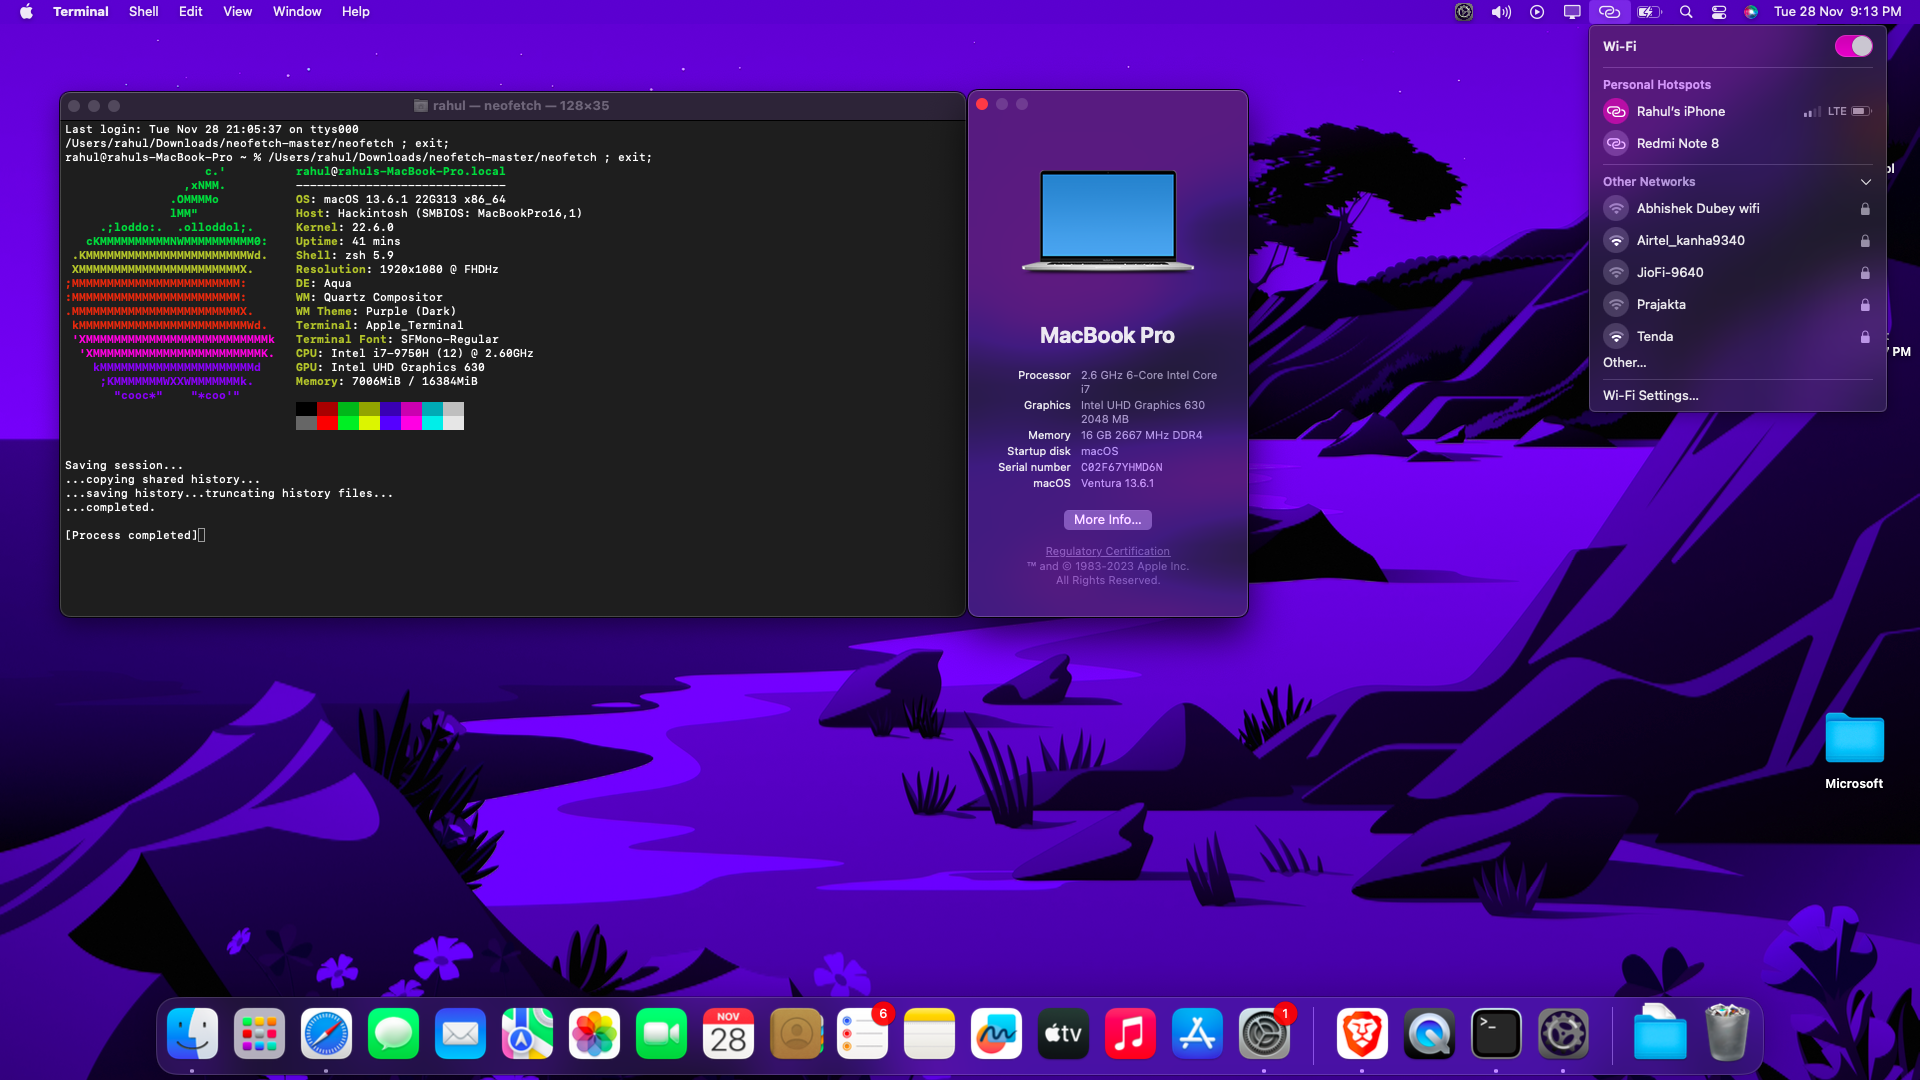 Terminal Shell Edit View Window Help
Tue 28 Nov 9:13 PM
rahul — neofetch — 128×35
Last login: Tue Nov 28 21:05:37 on ttys000
/Users/rahul/Downloads/neofetch-master/neofetch ; exit;
rahul@rahuls-MacBook-Pro ~ % /Users/rahul/Downloads/neofetch-master/neofetch ; exit;
c.' rahul@rahuls-MacBook-Pro.local
,xNMM. ------------------------------
.OMMMMo OS: macOS 13.6.1 22G313 x86_64
lMM" Host: Hackintosh (SMBIOS: MacBookPro16,1)
.;loddo:. .olloddol;. Kernel: 22.6.0
cKMMMMMMMMMMNWMMMMMMMMMM0: Uptime: 41 mins
.KMMMMMMMMMMMMMMMMMMMMMMMWd. Shell: zsh 5.9
XMMMMMMMMMMMMMMMMMMMMMMMX. Resolution: 1920x1080 @ FHDHz
;MMMMMMMMMMMMMMMMMMMMMMMM: DE: Aqua
:MMMMMMMMMMMMMMMMMMMMMMMM: WM: Quartz Compositor
.MMMMMMMMMMMMMMMMMMMMMMMMX. WM Theme: Purple (Dark)
kMMMMMMMMMMMMMMMMMMMMMMMMWd. Terminal: Apple_Terminal
'XMMMMMMMMMMMMMMMMMMMMMMMMMMk Terminal Font: SFMono-Regular
'XMMMMMMMMMMMMMMMMMMMMMMMMK. CPU: Intel i7-9750H (12) @ 2.60GHz
kMMMMMMMMMMMMMMMMMMMMMMd GPU: Intel UHD Graphics 630
;KMMMMMMMWXXWMMMMMMMk. Memory: 7006MiB / 16384MiB
"cooc*" "*coo'"
Saving session...
...copying shared history...
...saving history...truncating history files...
...completed.
[Process completed]
MacBook Pro
Processor 2.6 GHz 6-Core Intel Core
i7
Graphics Intel UHD Graphics 630
2048 MB
Memory 16 GB 2667 MHz DDR4
Startup disk macOS
Serial number C02F67YHMD6N
macOS Ventura 13.6.1
More Info...
Regulatory Certification
™ and © 1983-2023 Apple Inc.
All Rights Reserved.
Wi-Fi
Personal Hotspots
Rahul's iPhone LTE
Redmi Note 8
Other Networks
Abhishek Dubey wifi
Airtel_kanha9340
JioFi-9640
Prajakta
Tenda
Other...
Wi-Fi Settings...
PM
Microsoft
NOV
28
6
tv
1
>_